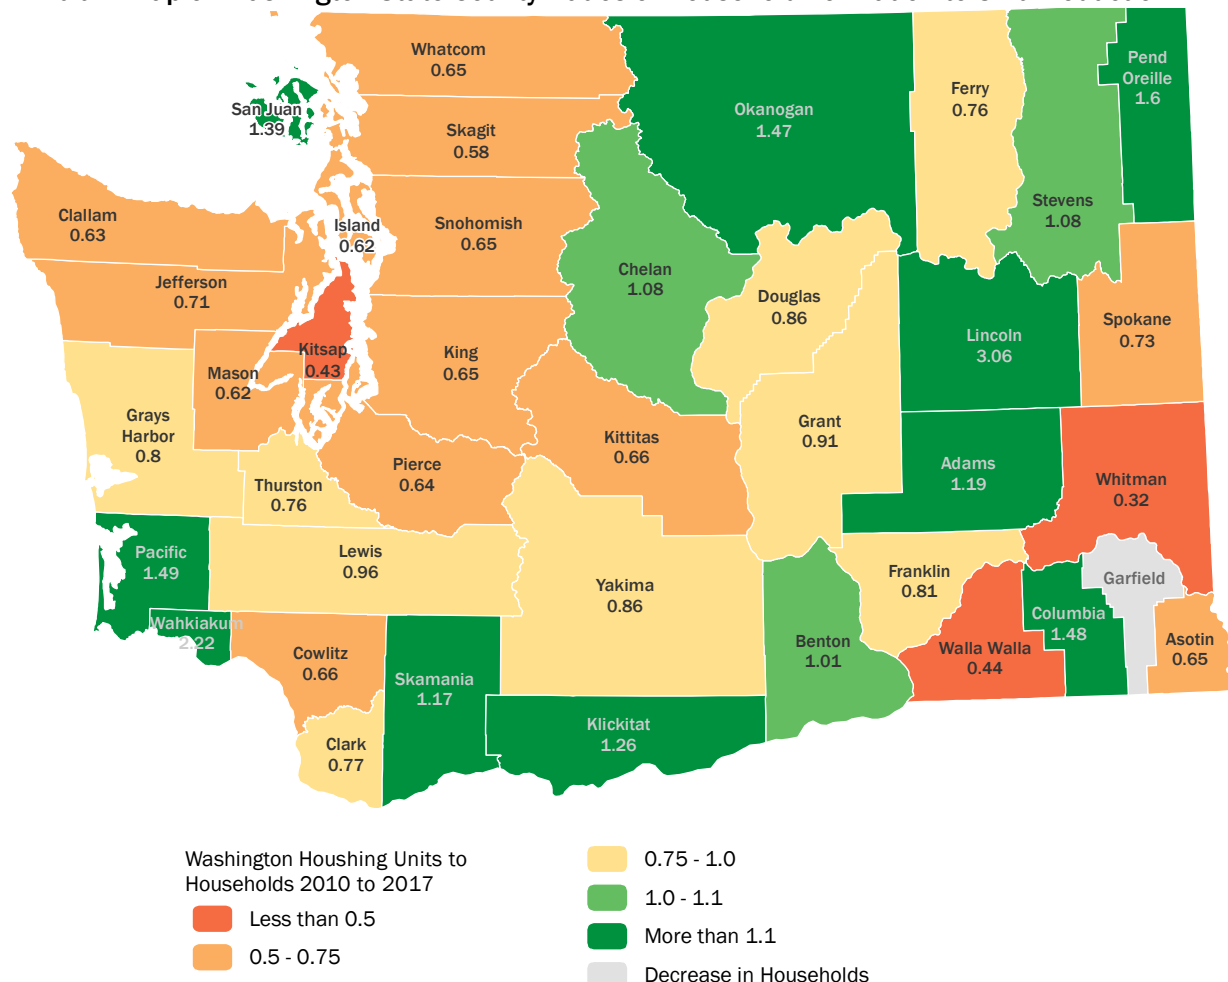 Whatcom
0.65
San Juan
1.39
Skagit
0.58
Okanogan
1.47
Ferry
0.76
Pend
Oreille
1.6
Stevens
1.08
Clallam
0.63
Island
0.62
Snohomish
0.65
Chelan
1.08
Jefferson
0.71
Douglas
0.86
Lincoln
3.06
Spokane
0.73
Kitsap
0.43
King
0.65
Mason
0.62
Grays
Harbor
0.8
Kittitas
0.66
Grant
0.91
Adams
1.19
Whitman
0.32
Pierce
0.64
Thurston
0.76
Pacific
1.49
Lewis
0.96
Yakima
0.86
Franklin
0.81
Garfield
Wahkiakum
2.22
Columbia
1.48
Cowlitz
0.66
Skamania
1.17
Benton
1.01
Walla Walla
0.44
Asotin
0.65
Clark
0.77
Klickitat
1.26
Washington Houshing Units to
Households 2010 to 2017
Less than 0.5
0.5 - 0.75
0.75 - 1.0
1.0 - 1.1
More than 1.1
Decrease in Households